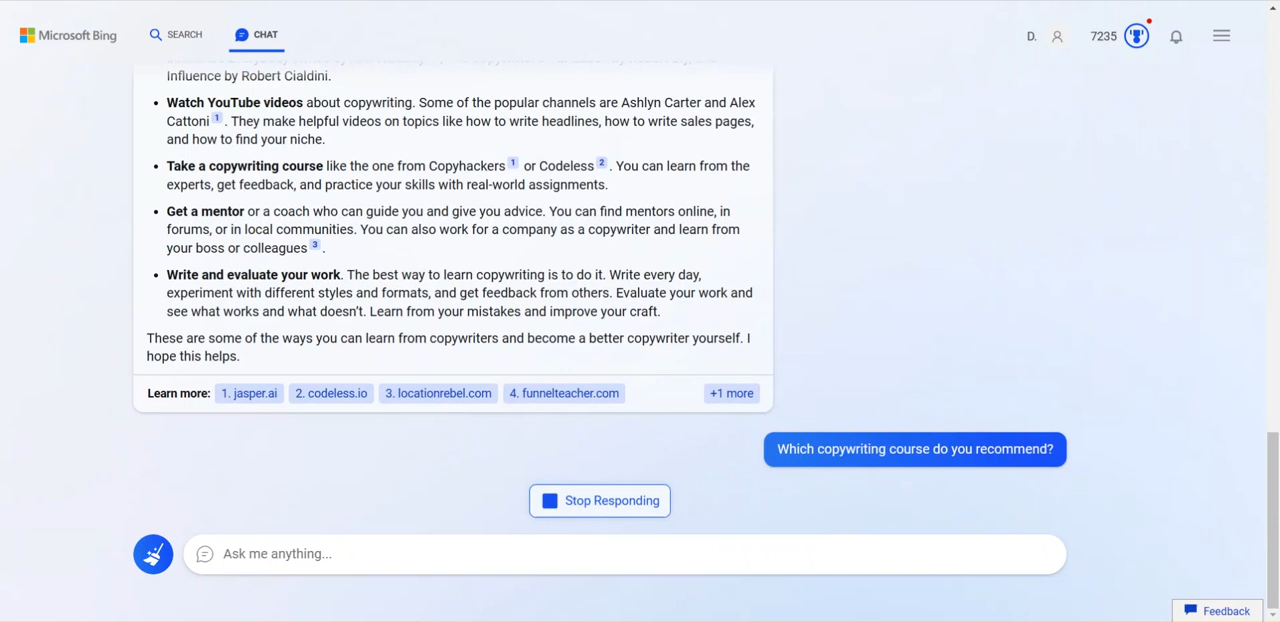 Microsoft Bing SEARCH CHAT D. 7235
Influence by Robert Cialdini.
• Watch YouTube videos about copywriting. Some of the popular channels are Ashlyn Carter and Alex
Cattoni 1 . They make helpful videos on topics like how to write headlines, how to write sales pages,
and how to find your niche.
• Take a copywriting course like the one from Copyhackers 1 or Codeless 2 . You can learn from the
experts, get feedback, and practice your skills with real-world assignments.
• Get a mentor or a coach who can guide you and give you advice. You can find mentors online, in
forums, or in local communities. You can also work for a company as a copywriter and learn from
your boss or colleagues 3 .
• Write and evaluate your work. The best way to learn copywriting is to do it. Write every day,
experiment with different styles and formats, and get feedback from others. Evaluate your work and
see what works and what doesn't. Learn from your mistakes and improve your craft.
These are some of the ways you can learn from copywriters and become a better copywriter yourself. I
hope this helps.
Learn more: 1. jasper.ai 2. codeless.io 3. locationrebel.com 4. funnelteacher.com +1 more
Which copywriting course do you recommend?
Stop Responding
Ask me anything...
Feedback